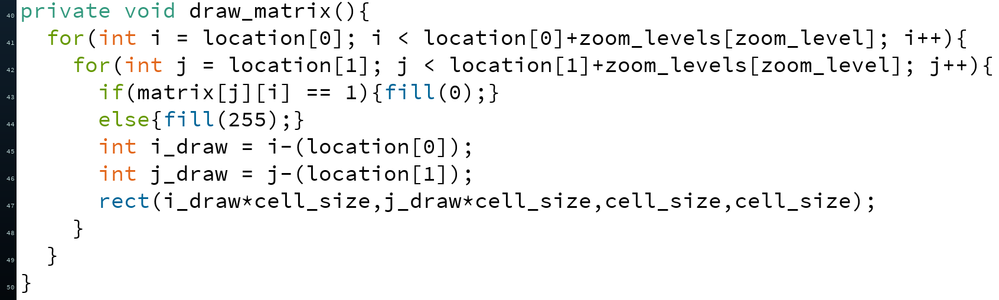 40 private void draw_matrix(){
41   for(int i = location[0]; i < location[0]+zoom_levels[zoom_level]; i++){
42     for(int j = location[1]; j < location[1]+zoom_levels[zoom_level]; j++){
43       if(matrix[j][i] == 1){fill(0);}
44       else{fill(255);}
45       int i_draw = i-(location[0]);
46       int j_draw = j-(location[1]);
47       rect(i_draw*cell_size,j_draw*cell_size,cell_size,cell_size);
48     }
49   }
50 }